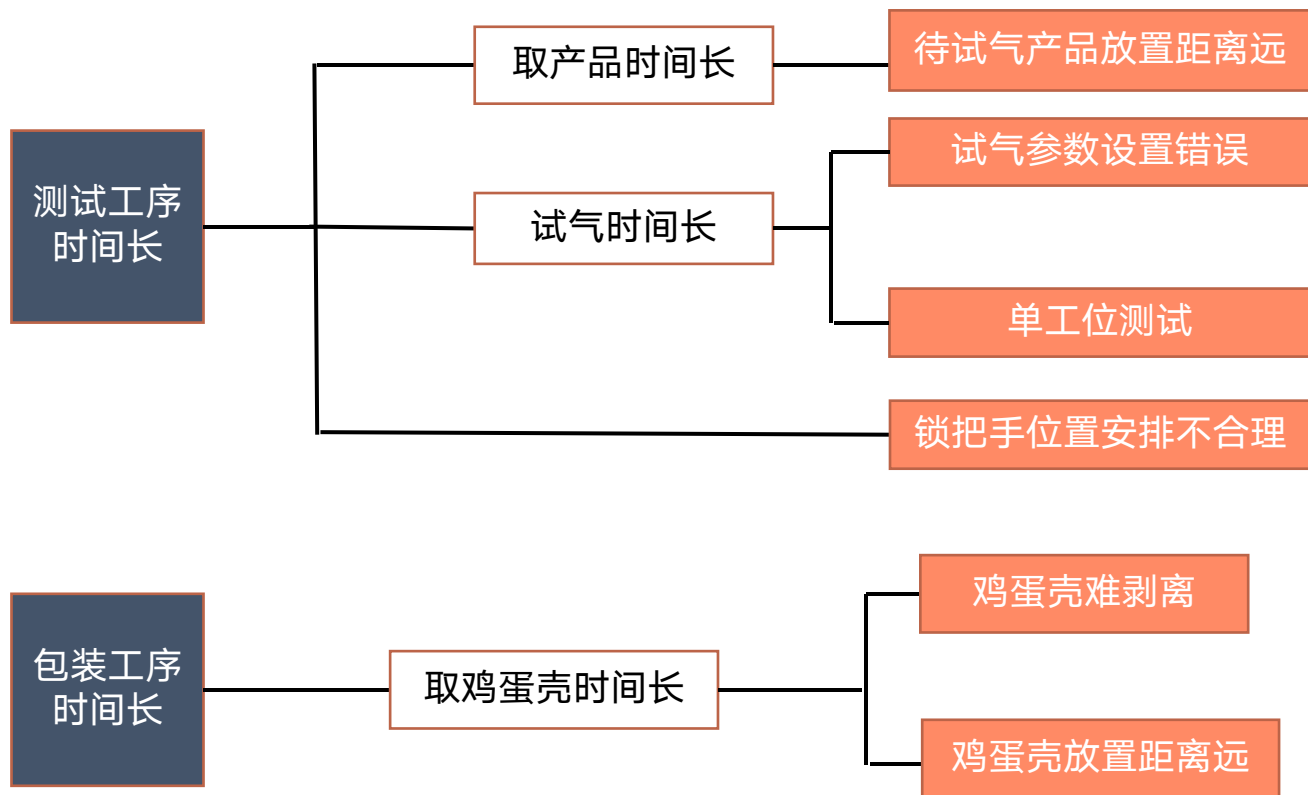 取产品时间长
待试气产品放置距离远
测试工序
时间长
试气时间长
试气参数设置错误
单工位测试
锁把手位置安排不合理
包装工序
时间长
取鸡蛋壳时间长
鸡蛋壳难剥离
鸡蛋壳放置距离远